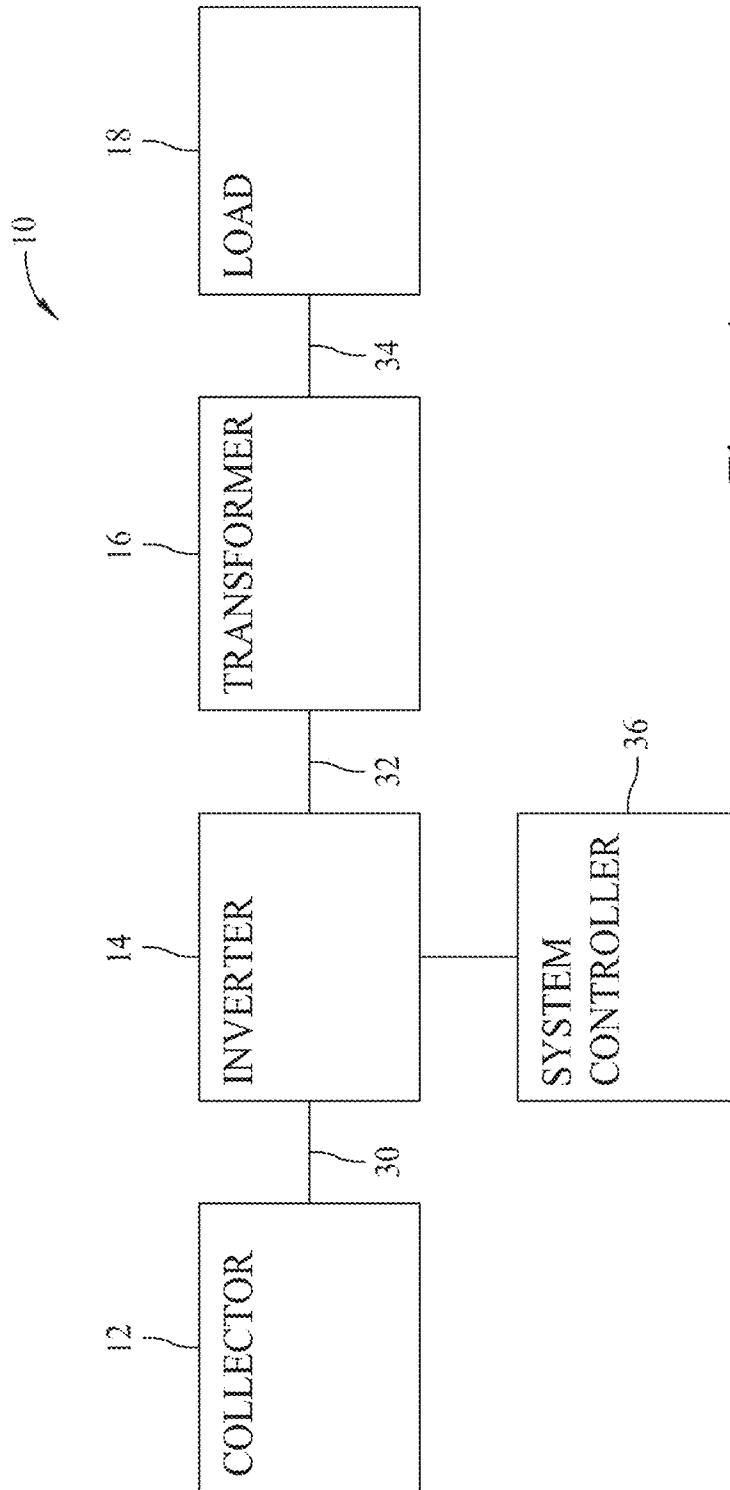 10
12
14
16
18
COLLECTOR
INVERTER
TRANSFORMER
LOAD
30
32
34
SYSTEM
CONTROLLER
36